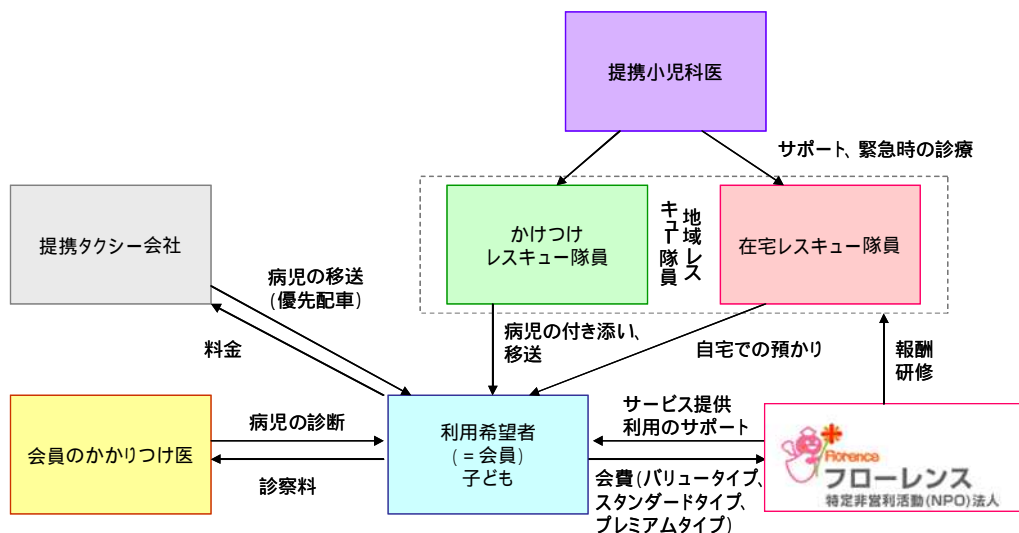 提携小児科医
サポート、緊急時の診療
提携タクシー会社
かけつけ
レスキュー隊員
地域レス
キュー隊員
在宅レスキュー隊員
病児の移送
(優先配車)
料金
病児の付き添い、
移送
自宅での預かり
報酬
研修
会員のかかりつけ医
病児の診断
診察料
利用希望者
(=会員)
子ども
サービス提供
利用のサポート
会費(バリュータイプ、
スタンダードタイプ、
プレミアムタイプ)
Florence
フローレンス
特定非営利活動(NPO)法人